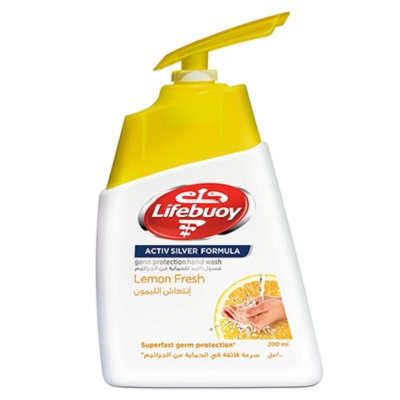 Lifebuoy
ACTIV SILVER FORMULA
germ protection hand wash
غسول اليد للحماية من الجراثيم
Lemon Fresh
إنتعاش الليمون
200 ml
Superfast germ protection*
سرعة فائقة في الحماية من الجراثيم*